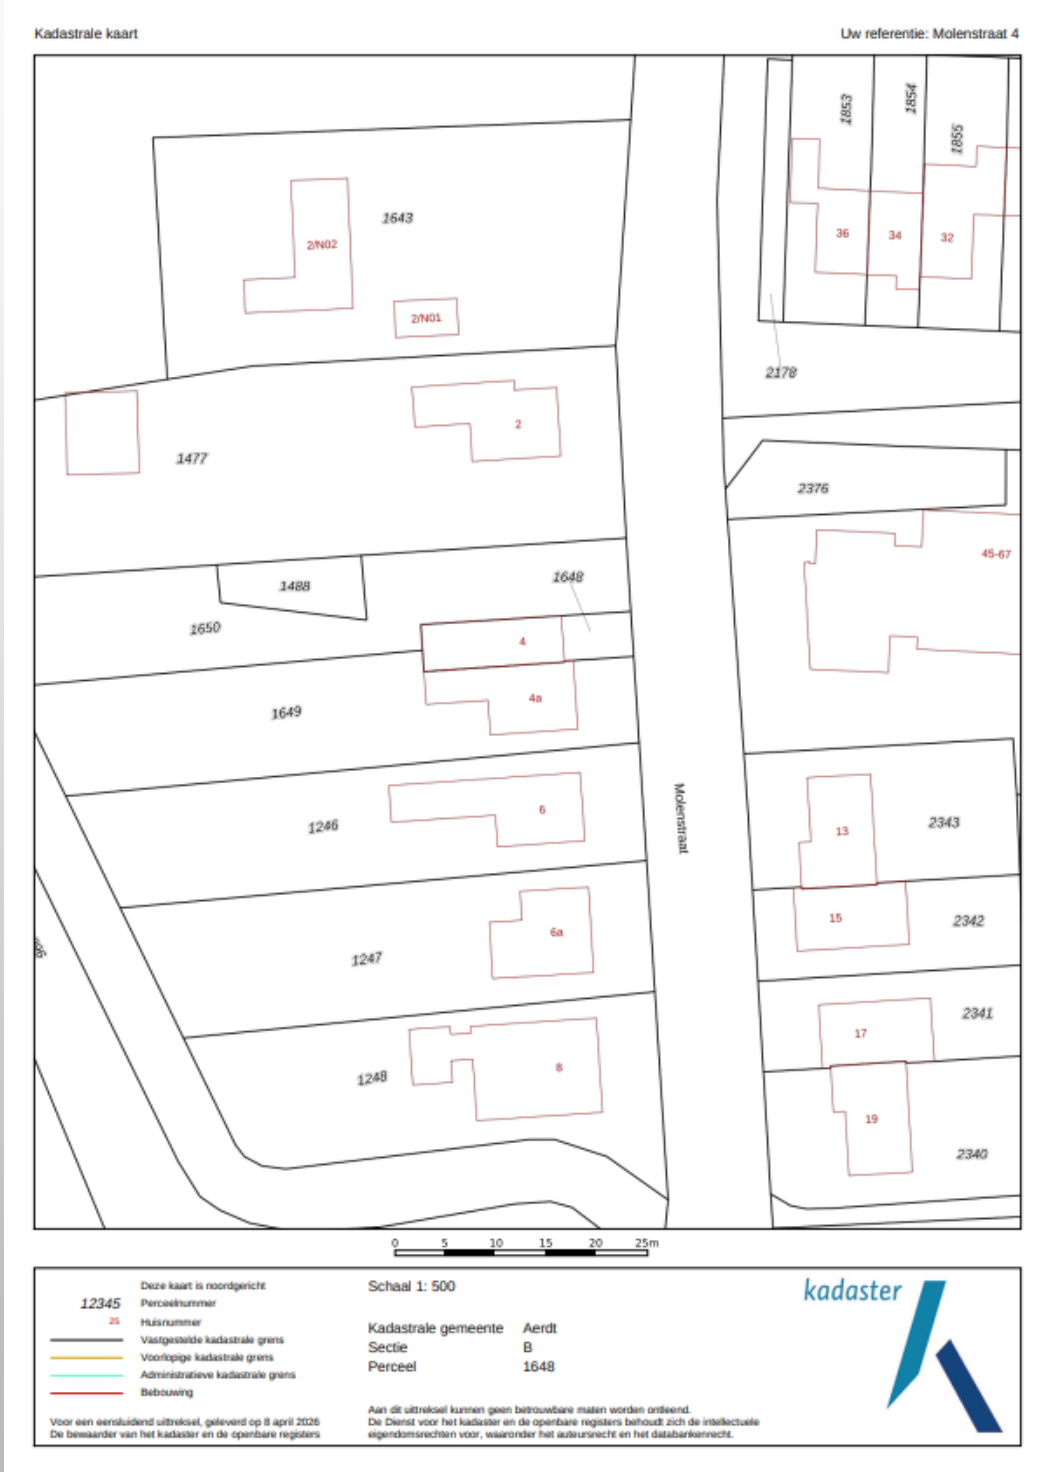 Kadastrale kaart
Uw referentie: Molenstraat 4
1853
1854
1855
1643
36
34
32
2/N02
2/N01
2178
2
1477
2376
45-67
1648
1488
1650
4
4a
1649
Molenstraat
6
1246
13
2343
15
2342
6a
1247
2341
17
8
1248
19
2340
0 5 10 15 20 25m
Deze kaart is noordgericht
12345 Perceelnummer
25 Huisnummer
Vastgestelde kadastrale grens
Voorlopige kadastrale grens
Administratieve kadastrale grens
Bebouwing
Voor een eensluidend uittreksel, geleverd op 8 april 2026
De bewaarder van het kadaster en de openbare registers
Schaal 1: 500
Kadastrale gemeente Aerdt
Sectie B
Perceel 1648
Aan dit uittreksel kunnen geen betrouwbare maten worden ontleend.
De Dienst voor het kadaster en de openbare registers behoudt zich de intellectuele
eigendomsrechten voor, waaronder het auteursrecht en het databankenrecht.
kadaster